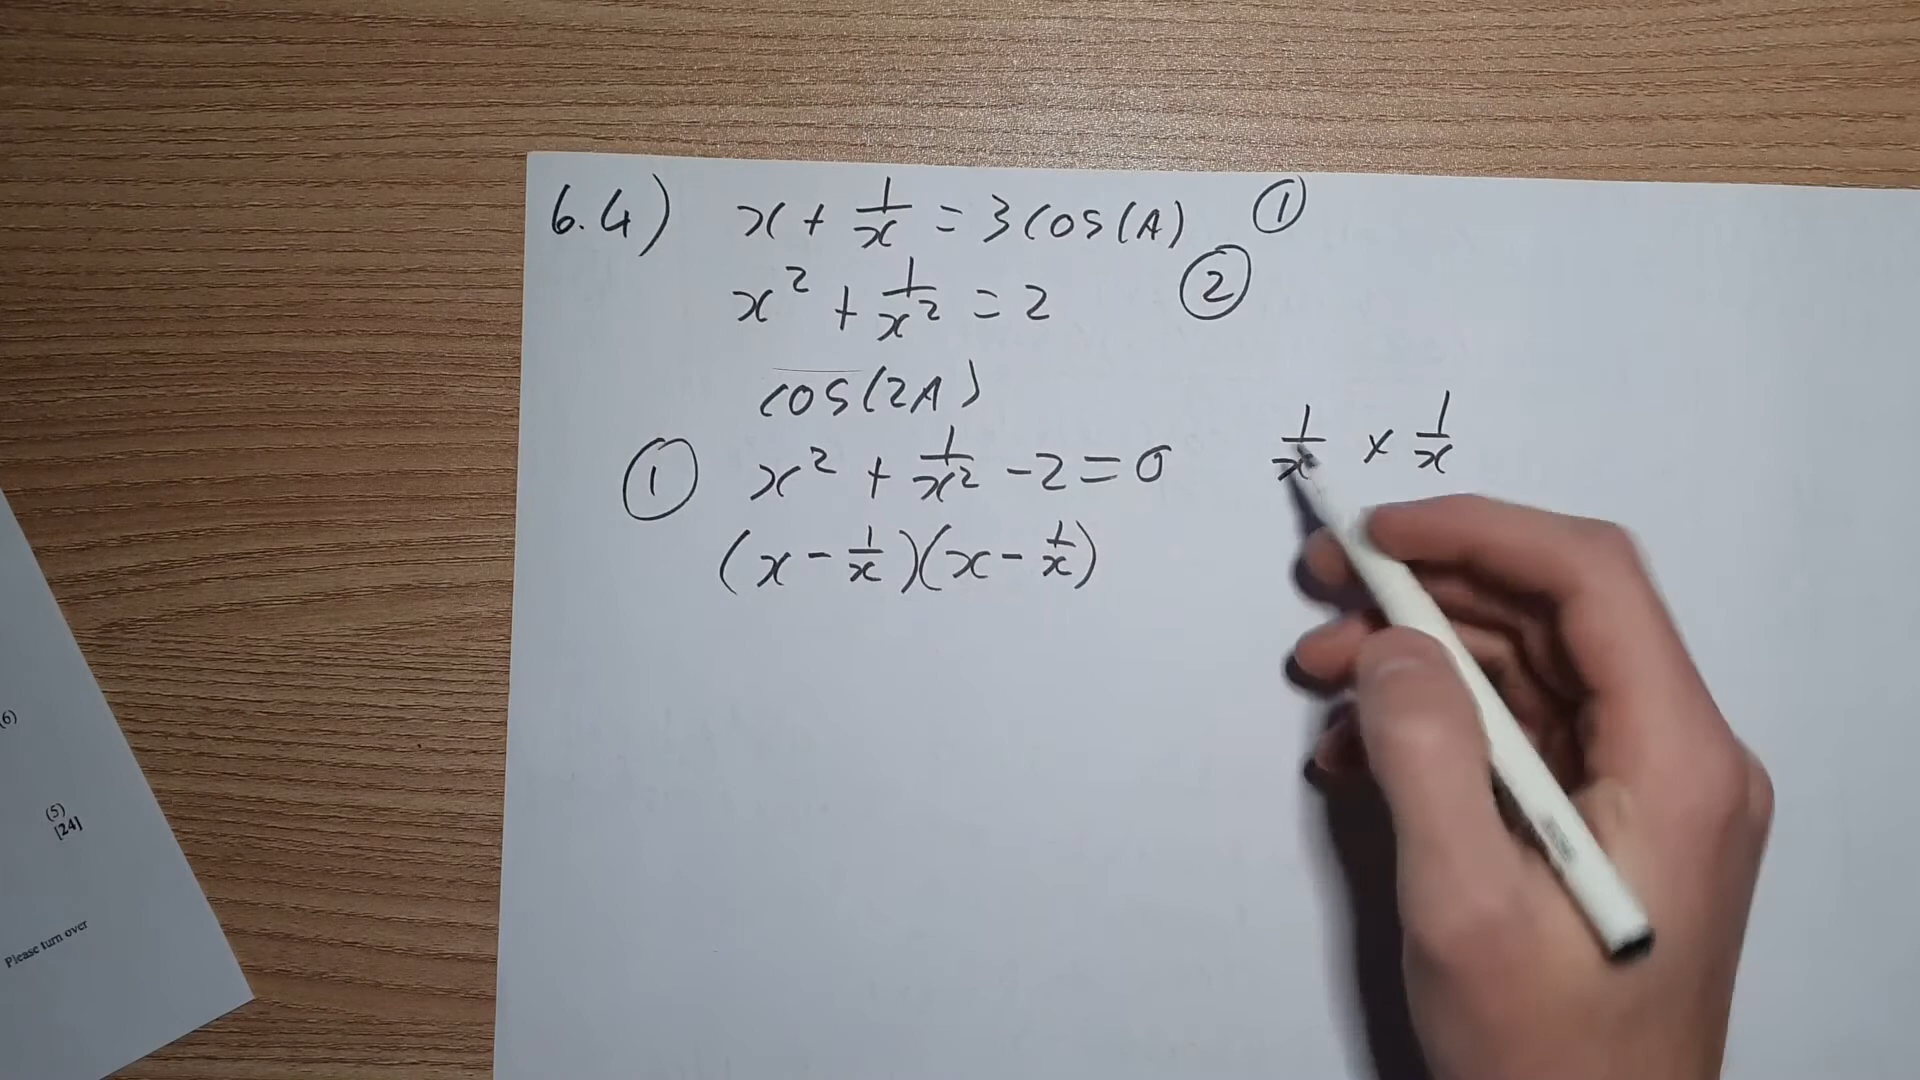 6.4) x + 1/x = 3cos(A) ①
x² + 1/x² = 2 ②
cos(2A)
① x² + 1/x² - 2 = 0 1/x × 1/x
(x - 1/x)(x - 1/x)
(6)
(5)
[24]
Please turn over